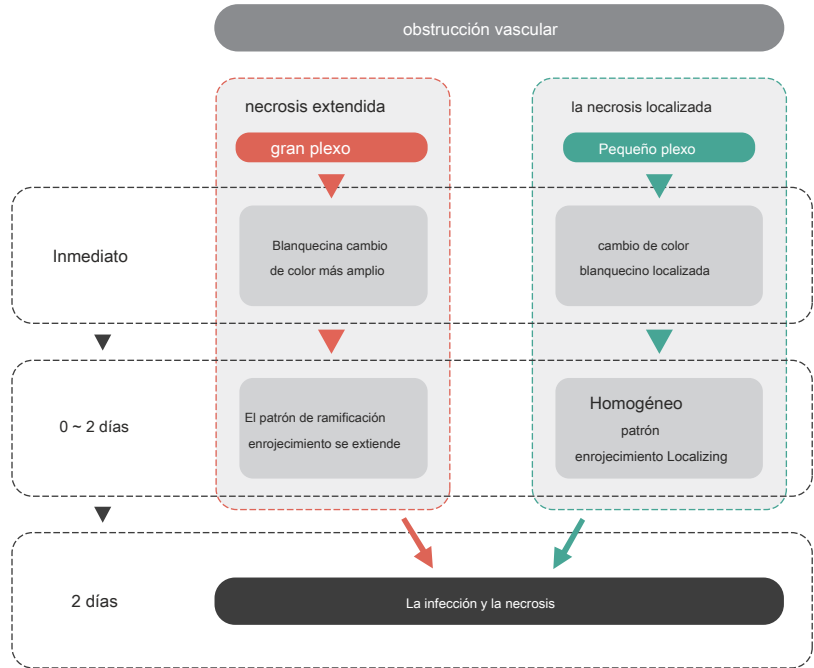 obstrucción vascular
necrosis extendida
la necrosis localizada
gran plexo
Pequeño plexo
Inmediato
Blanquecina cambio
de color más amplio
cambio de color
blanquecino localizada
0 ~ 2 días
El patrón de ramificación
enrojecimiento se extiende
Homogéneo
patrón
enrojecimiento Localizing
2 días
La infección y la necrosis